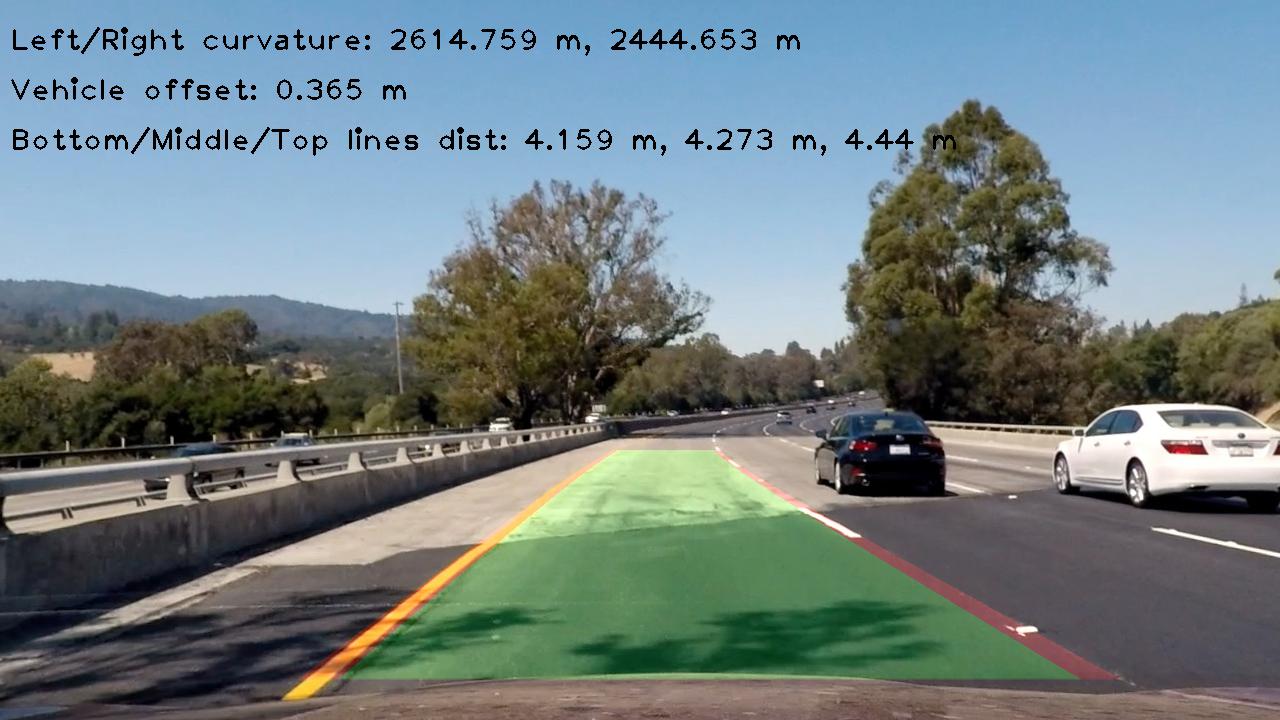 Left/Right curvature: 2614.759 m, 2444.653 m
Vehicle offset: 0.365 m
Bottom/Middle/Top lines dist: 4.159 m, 4.273 m, 4.44 m